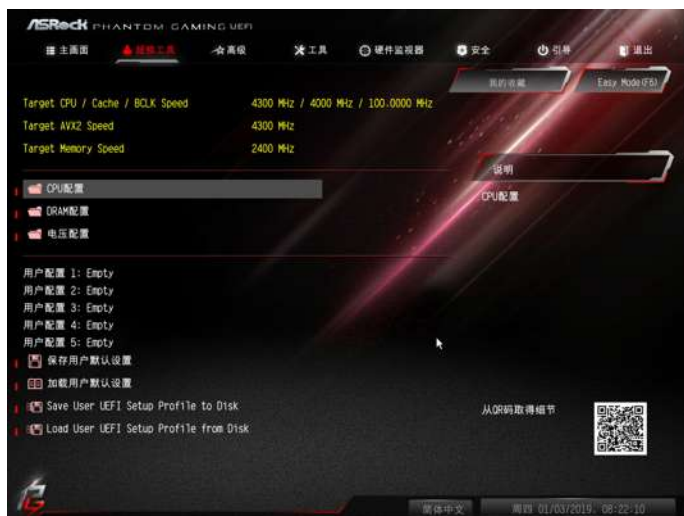 ASRock PHANTOM GAMING UEFI
主画面 超频工具 高级 工具 硬件监视器 安全 引导 退出
我的收藏 Easy Mode(F6)
Target CPU / Cache / BCLK Speed 4300 MHz / 4000 MHz / 100.0000 MHz
Target AVX2 Speed 4300 MHz
Target Memory Speed 2400 MHz
说明
CPU配置
CPU配置
DRAM配置
电压配置
用户配置 1: Empty
用户配置 2: Empty
用户配置 3: Empty
用户配置 4: Empty
用户配置 5: Empty
保存用户默认设置
加载用户默认设置
Save User UEFI Setup Profile to Disk
Load User UEFI Setup Profile from Disk
从QR码取得细节
简体中文 周四 01/03/2019, 08:22:10